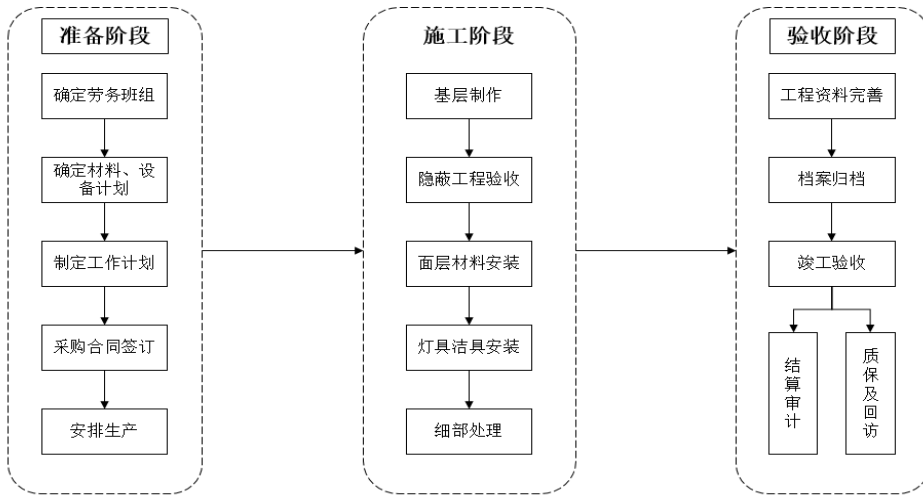 准备阶段
确定劳务班组
确定材料、设
备计划
制定工作计划
采购合同签订
安排生产
施工阶段
基层制作
隐蔽工程验收
面层材料安装
灯具洁具安装
细部处理
验收阶段
工程资料完善
档案归档
竣工验收
结算审计
质保及回访